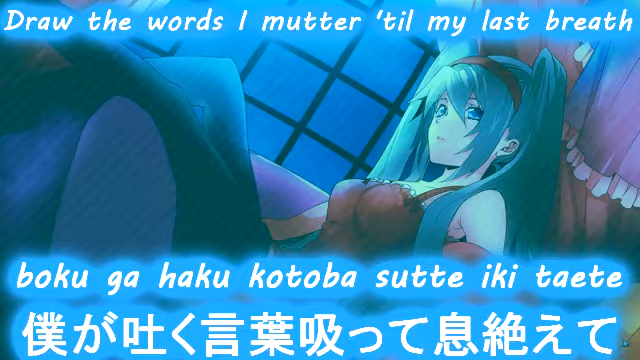 Draw the words I mutter 'til my last breath
boku ga haku kotoba sutte iki taete
僕が吐く言葉吸って息絶えて